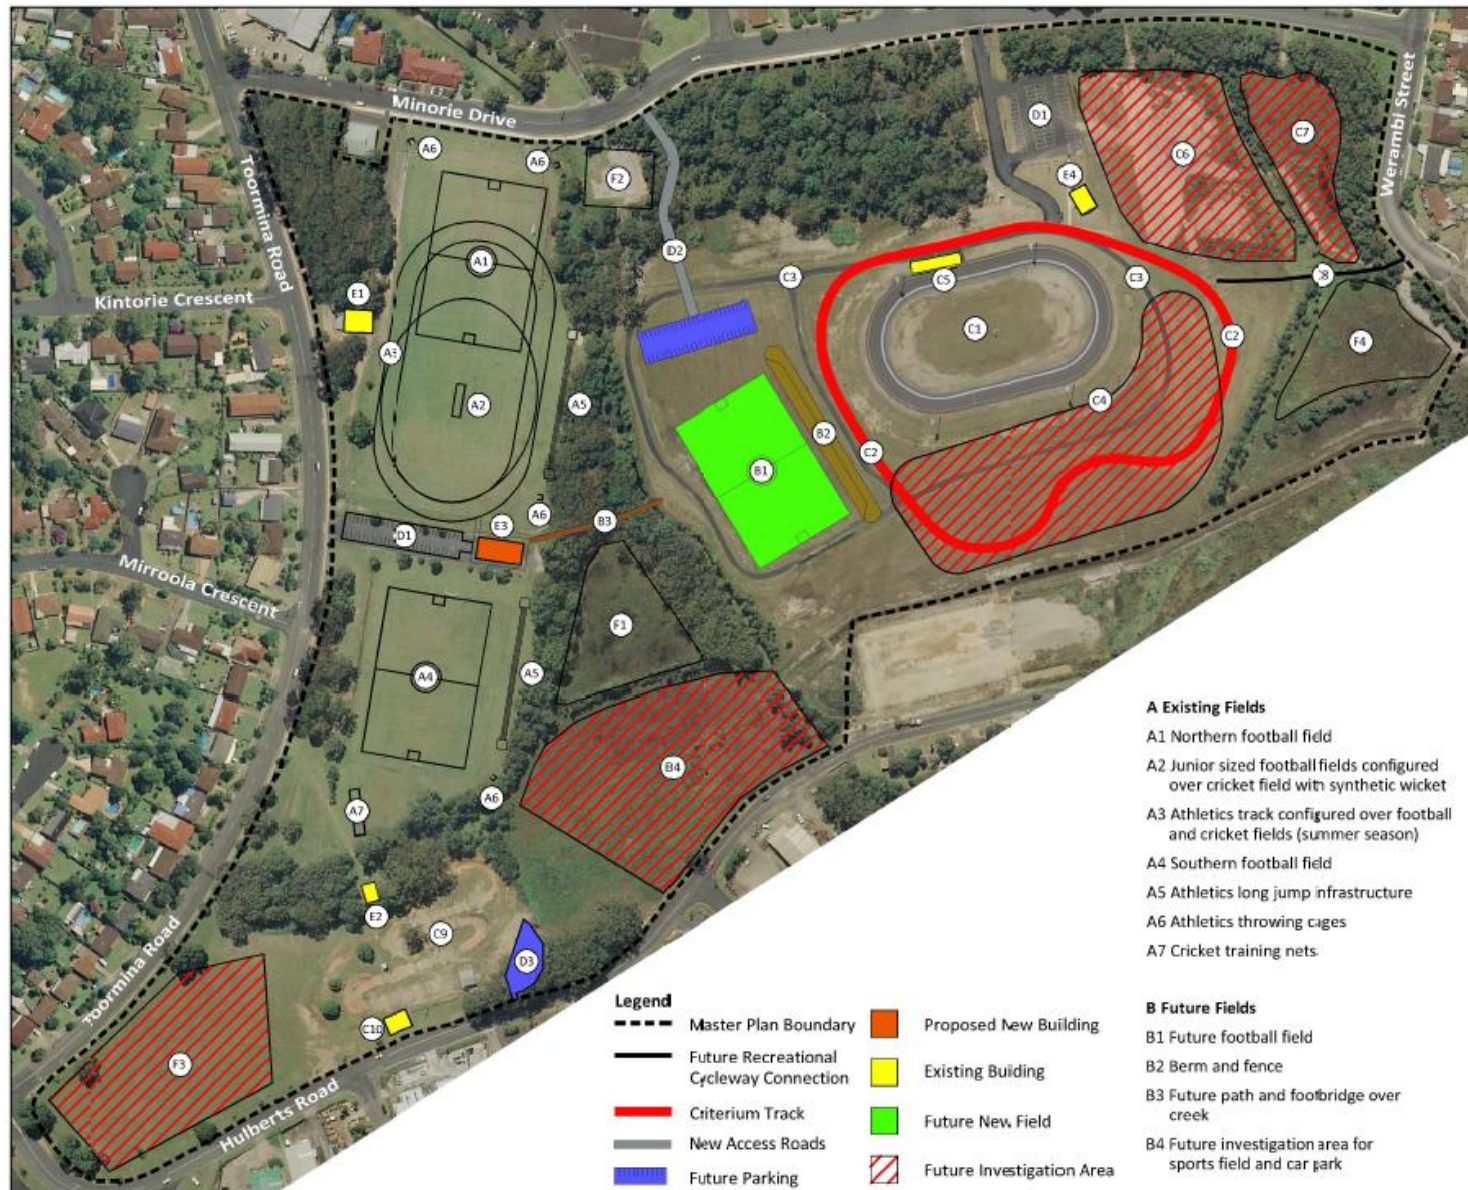 Minorie Drive
Toormina Road
Kintorie Crescent
Mirroola Crescent
Toormina Road
Hulberts Road
Werambi Street
A6
A6
F2
D1
C6
C7
E4
A1
D2
C3
C5
C3
C8
E1
C1
C2
F4
A3
A2
A5
C4
B2
C2
B1
A6
E3
B3
D1
F1
A4
A5
B4
A7
A6
E2
C9
D3
C10
F3
Legend
Master Plan Boundary
Future Recreational
Cycleway Connection
Criterium Track
New Access Roads
Future Parking
Proposed New Building
Existing Building
Future New Field
Future Investigation Area
A Existing Fields
A1 Northern football field
A2 Junior sized football fields configured
over cricket field with synthetic wicket
A3 Athletics track configured over football
and cricket fields (summer season)
A4 Southern football field
A5 Athletics long jump infrastructure
A6 Athletics throwing cages
A7 Cricket training nets
B Future Fields
B1 Future football field
B2 Berm and fence
B3 Future path and footbridge over
creek
B4 Future investigation area for
sports field and car park